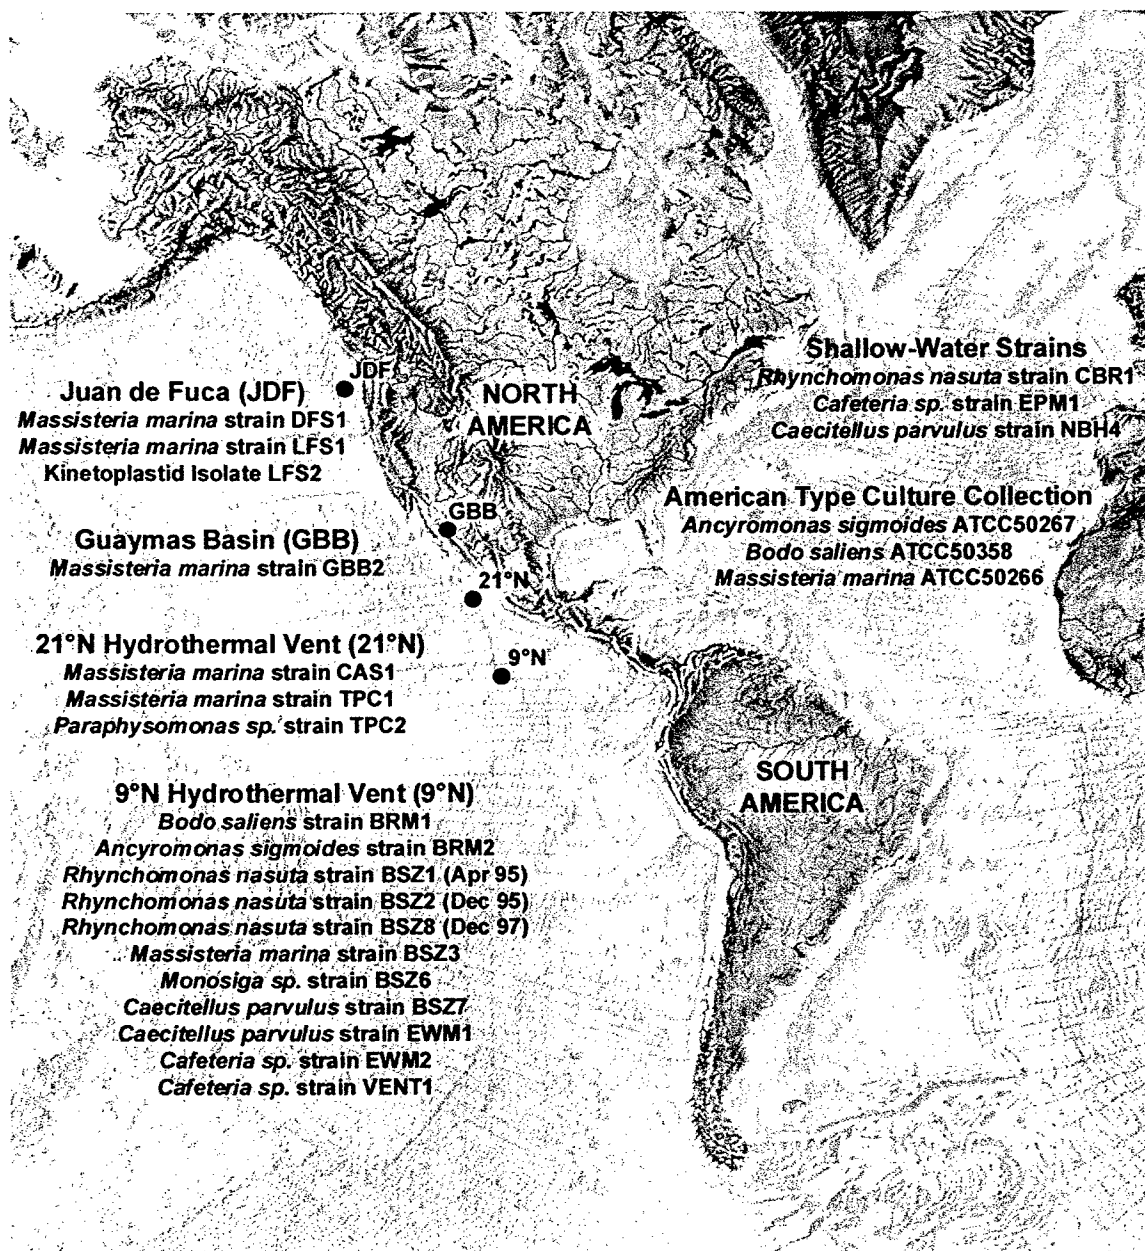 JDF
NORTH
AMERICA
Juan de Fuca (JDF)
Massisteria marina strain DFS1
Massisteria marina strain LFS1
Kinetoplastid Isolate LFS2
Shallow-Water Strains
Rhynchomonas nasuta strain CBR1
Cafeteria sp. strain EPM1
Caecitellus parvulus strain NBH4
GBB
Guaymas Basin (GBB)
Massisteria marina strain GBB2
American Type Culture Collection
Ancyromonas sigmoides ATCC50267
Bodo saliens ATCC50358
Massisteria marina ATCC50266
21°N
21°N Hydrothermal Vent (21°N)
Massisteria marina strain CAS1
Massisteria marina strain TPC1
Paraphysomonas sp. strain TPC2
9°N
9°N Hydrothermal Vent (9°N)
Bodo saliens strain BRM1
Ancyromonas sigmoides strain BRM2
Rhynchomonas nasuta strain BSZ1 (Apr 95)
Rhynchomonas nasuta strain BSZ2 (Dec 95)
Rhynchomonas nasuta strain BSZ8 (Dec 97)
Massisteria marina strain BSZ3
Monosiga sp. strain BSZ6
Caecitellus parvulus strain BSZ7
Caecitellus parvulus strain EWM1
Cafeteria sp. strain EWM2
Cafeteria sp. strain VENT1
SOUTH
AMERICA